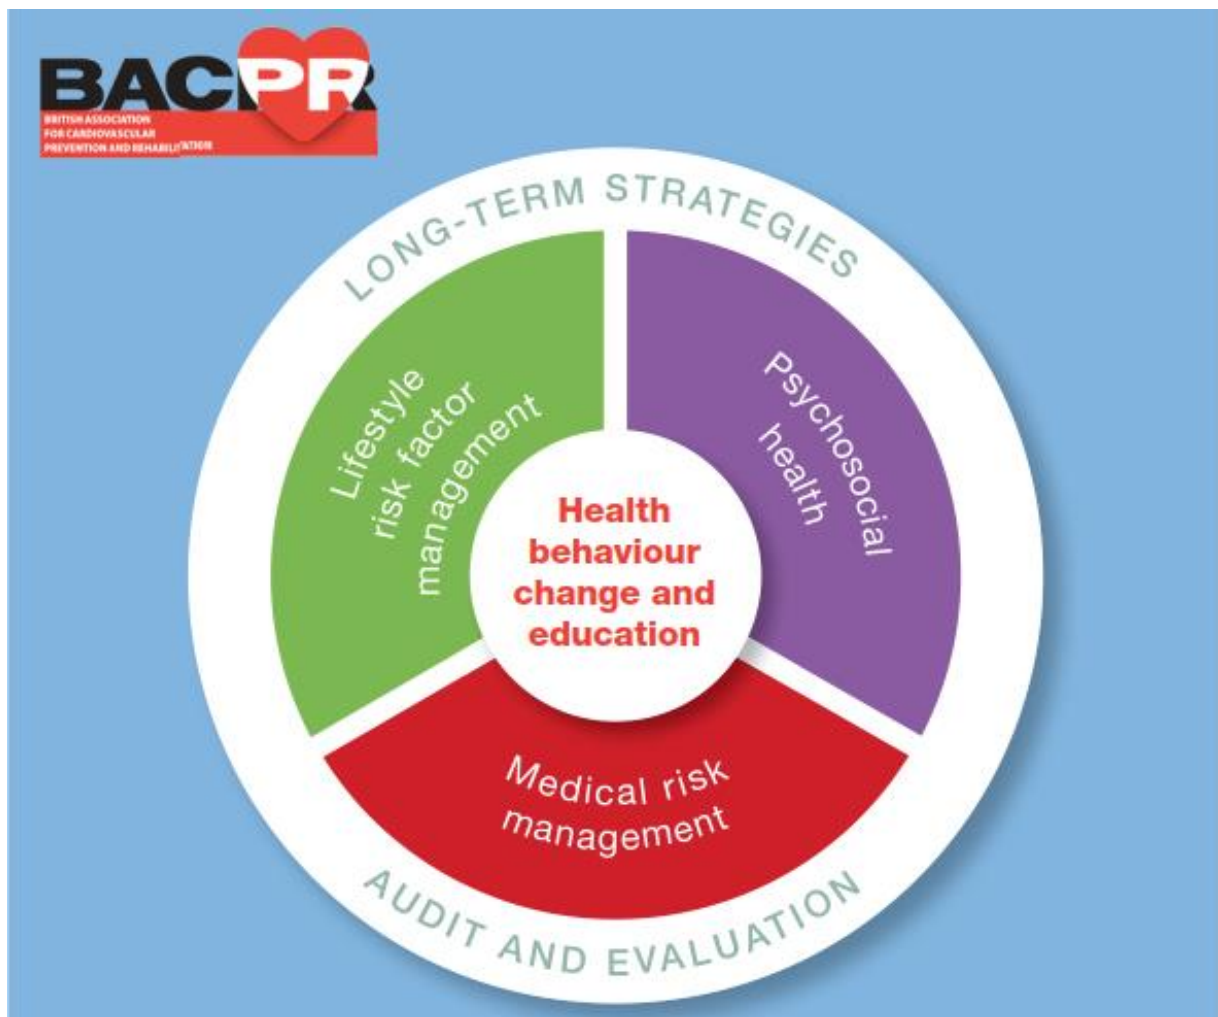 BACPR
BRITISH ASSOCIATION
FOR CARDIOVASCULAR
PREVENTION AND REHABILITATION
LONG-TERM STRATEGIES
Lifestyle
risk factor
management
Psychosocial
health
Health
behaviour
change and
education
Medical risk
management
AUDIT AND EVALUATION